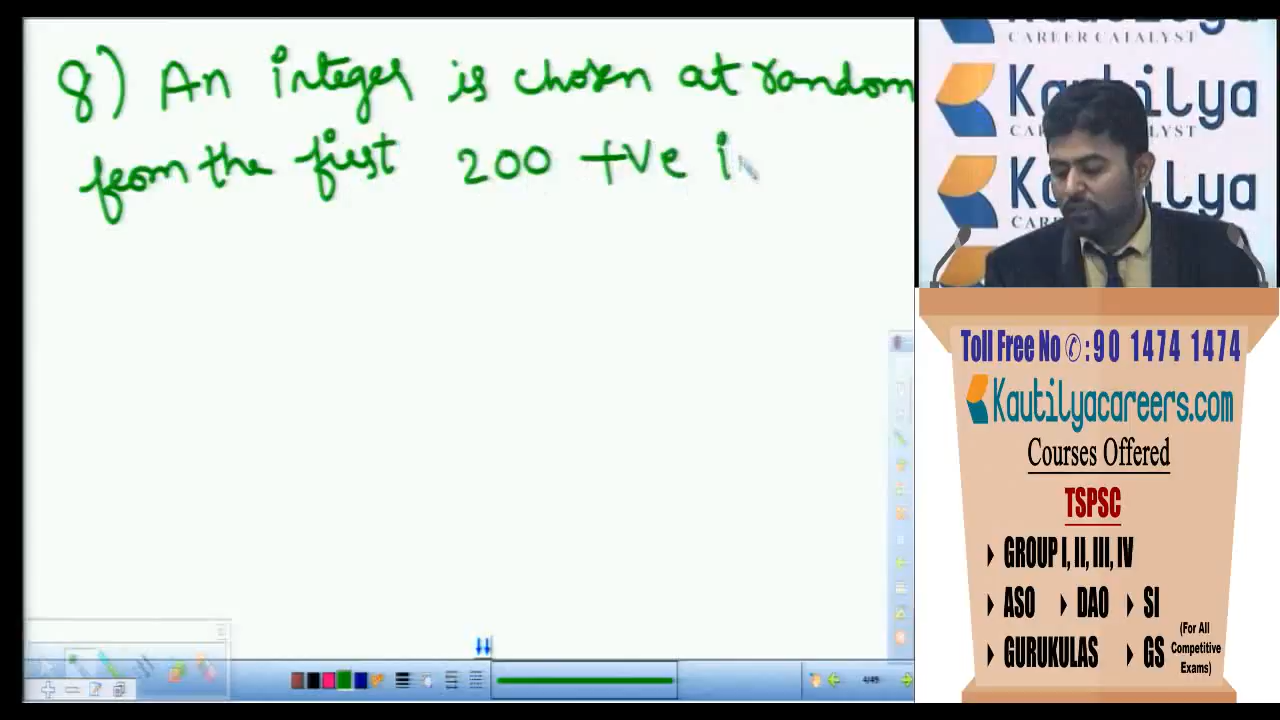 8) An integer is chosen at random
from the first 200 +ve i
CAREER CATALYST
Kautilya
Kautilya
Toll Free No ✆: 90 1474 1474
Kautilyacareers.com
Courses Offered
TSPSC
GROUP I, II, III, IV
ASO DAO SI
GURUKULAS GS
(For All
Competitive
Exams)
4/49